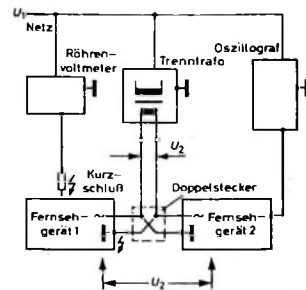 U₁
Netz
Röhren-
voltmeter
Trenntrafo
Oszillograf
U₂
Kurz-
schluß
Doppelstecker
Fernseh-
gerät 1
~
~
Fernseh-
gerät 2
U₂